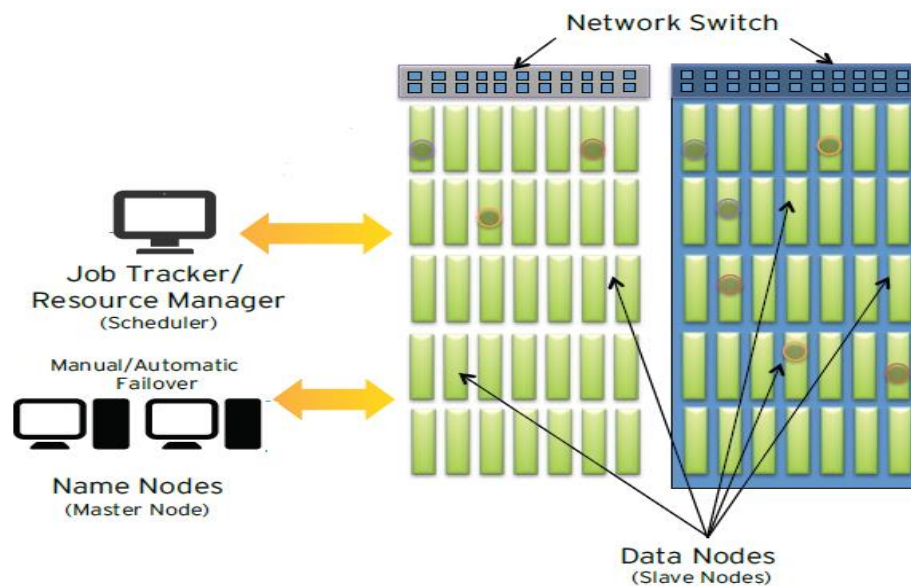 Network Switch
Job Tracker/
Resource Manager
(Scheduler)
Manual/Automatic
Failover
Name Nodes
(Master Node)
Data Nodes
(Slave Nodes)